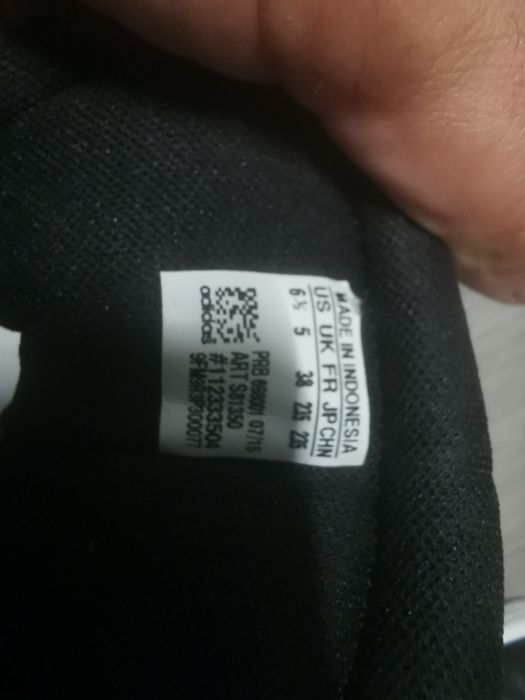 MADE IN INDONESIA
US UK FR JP CHN
6½ 5 38 235 235
adidas
PRB 698001 07/15
ART S81350
#112333504